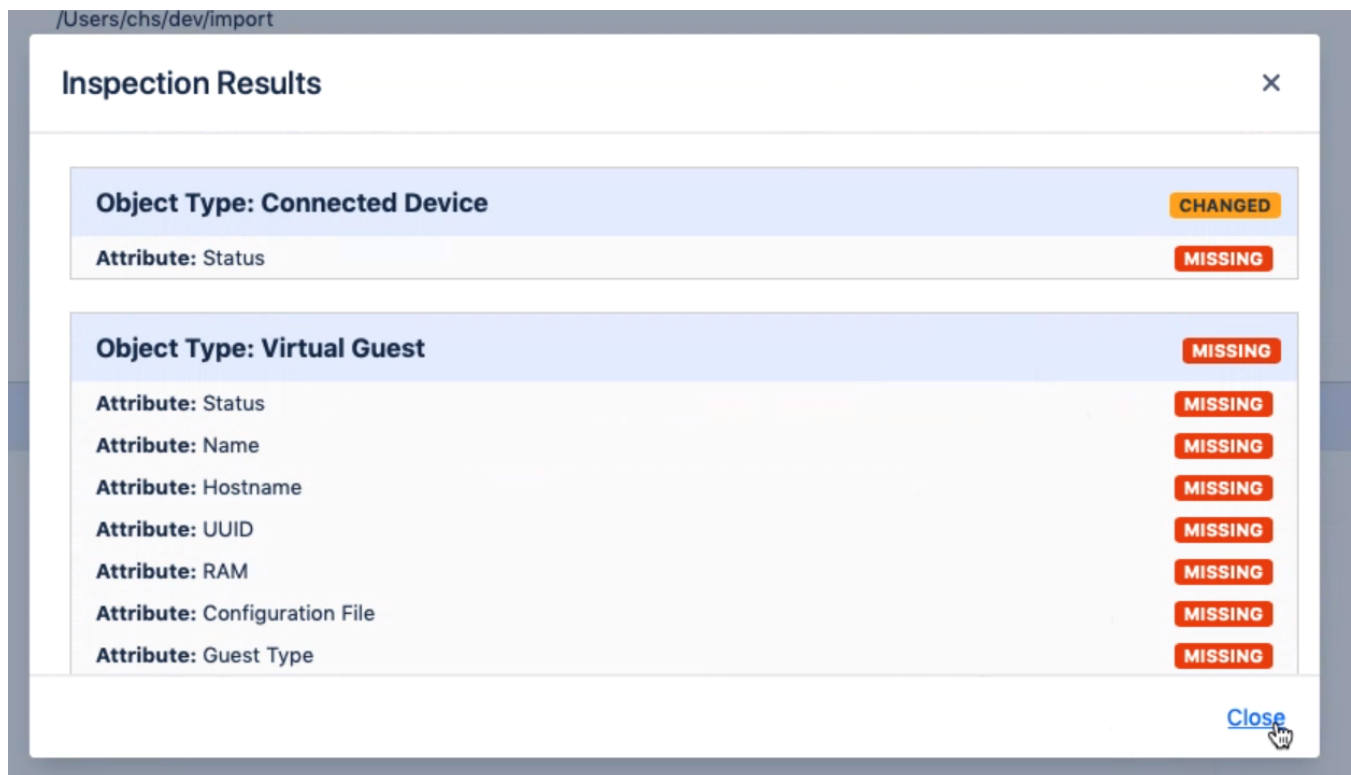 /Users/chs/dev/import
Inspection Results
Object Type: Connected Device CHANGED
Attribute: Status MISSING
Object Type: Virtual Guest MISSING
Attribute: Status MISSING
Attribute: Name MISSING
Attribute: Hostname MISSING
Attribute: UUID MISSING
Attribute: RAM MISSING
Attribute: Configuration File MISSING
Attribute: Guest Type MISSING
Close